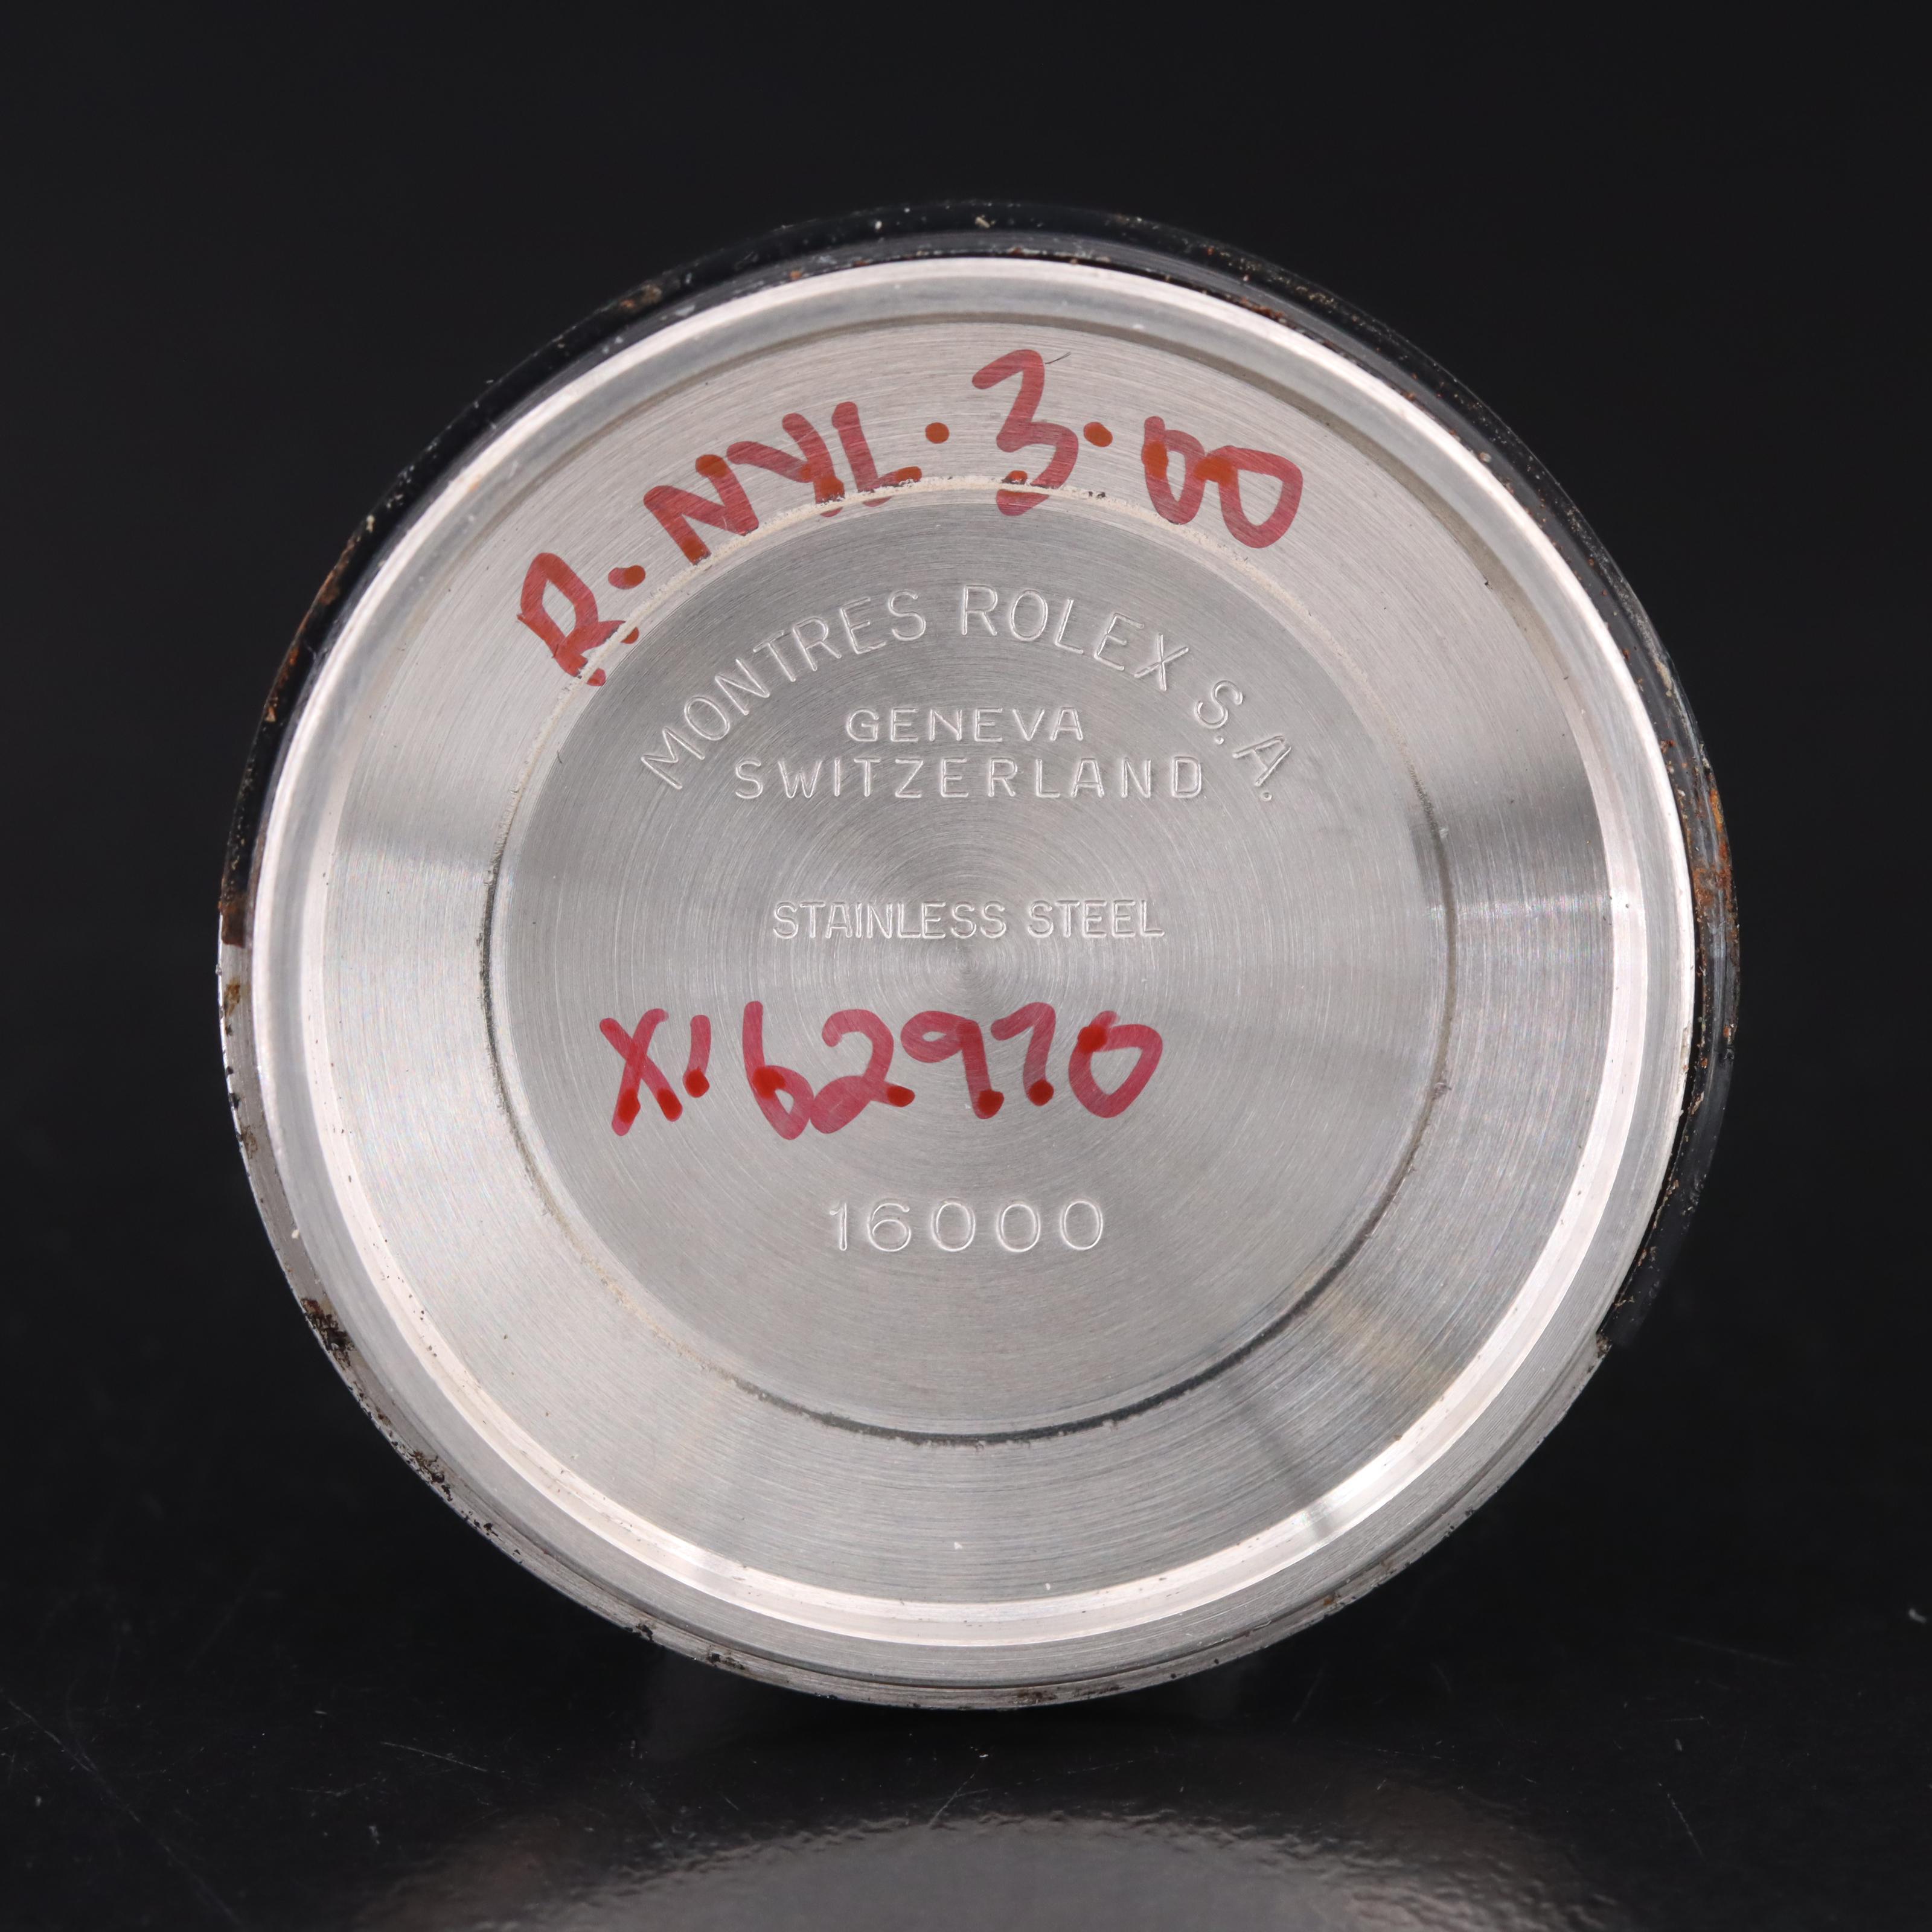 R. NYL. 3.00
MONTRES ROLEX S.A.
GENEVA
SWITZERLAND
STAINLESS STEEL
X162970
16000